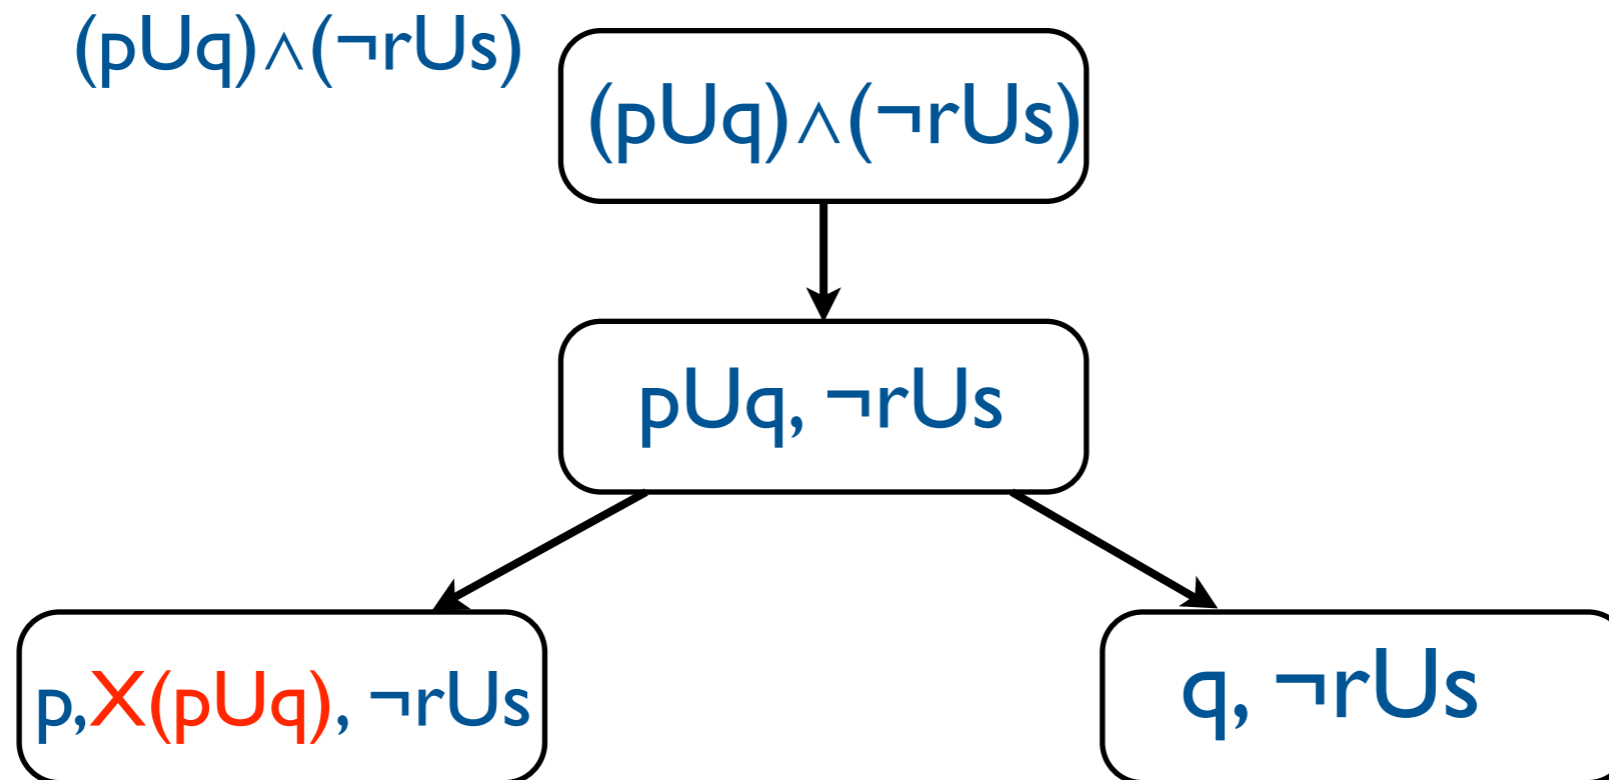 (pUq)∧(¬rUs)
(pUq)∧(¬rUs)
pUq, ¬rUs
p,X(pUq), ¬rUs
q, ¬rUs